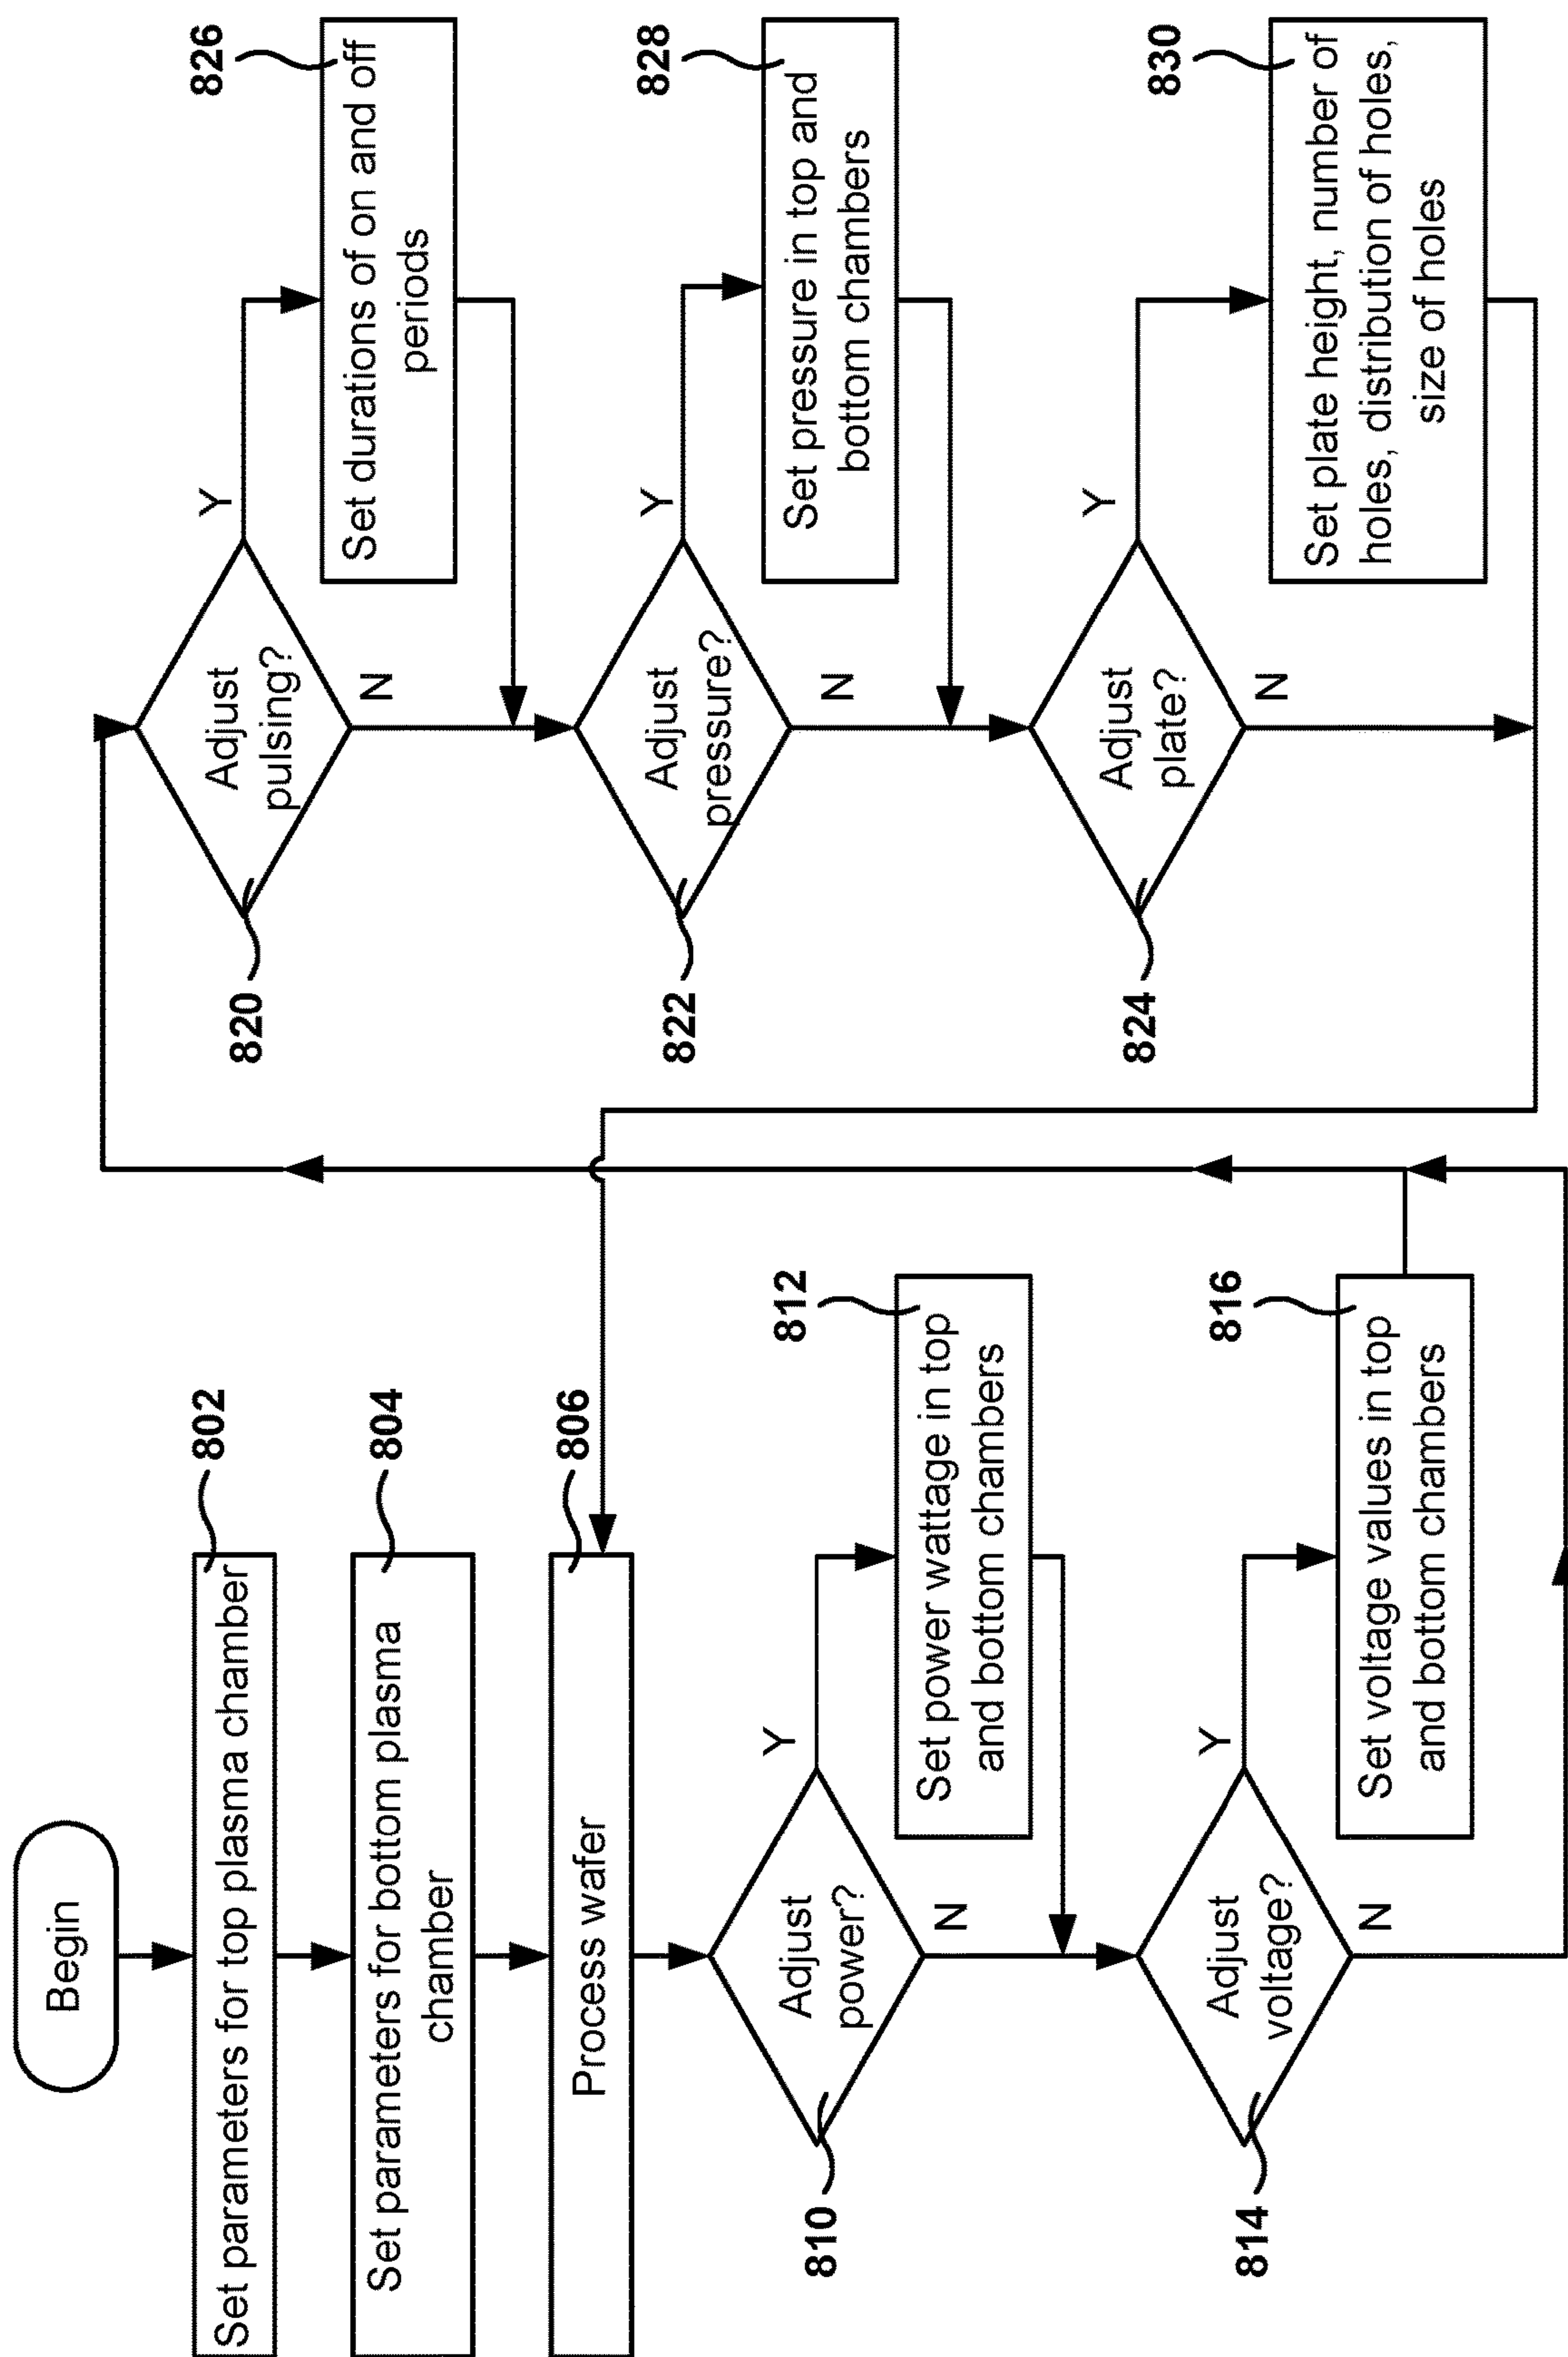 Begin
802
Set parameters for top plasma chamber
804
Set parameters for bottom plasma
chamber
806
Process wafer
810
Adjust
power?
Y
N
812
Set power wattage in top
and bottom chambers
814
Adjust
voltage?
Y
N
816
Set voltage values in top
and bottom chambers
820
Adjust
pulsing?
Y
N
826
Set durations of on and off
periods
822
Adjust
pressure?
Y
N
828
Set pressure in top and
bottom chambers
824
Adjust
plate?
Y
N
830
Set plate height, number of
holes, distribution of holes,
size of holes